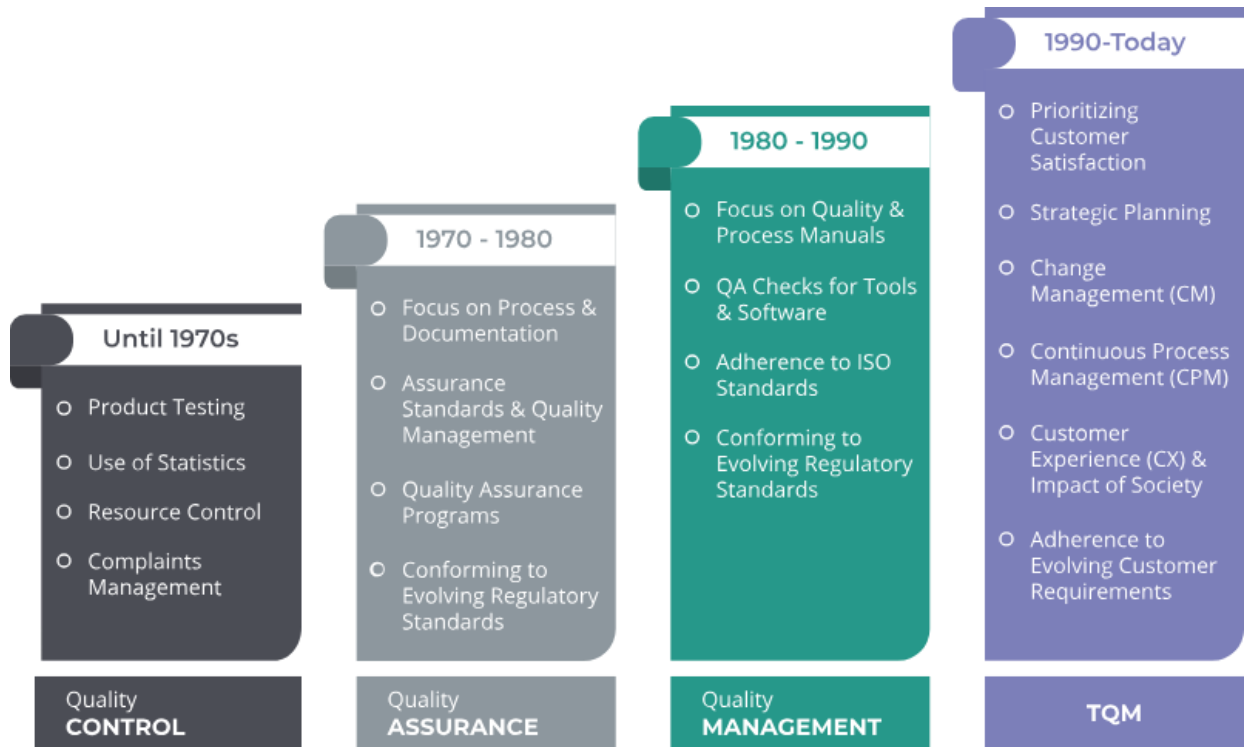 Until 1970s
Product Testing
Use of Statistics
Resource Control
Complaints
Management
Quality
CONTROL
1970 - 1980
Focus on Process &
Documentation
Assurance
Standards & Quality
Management
Quality Assurance
Programs
Conforming to
Evolving Regulatory
Standards
Quality
ASSURANCE
1980 - 1990
Focus on Quality &
Process Manuals
QA Checks for Tools
& Software
Adherence to ISO
Standards
Conforming to
Evolving Regulatory
Standards
Quality
MANAGEMENT
1990-Today
Prioritizing
Customer
Satisfaction
Strategic Planning
Change
Management (CM)
Continuous Process
Management (CPM)
Customer
Experience (CX) &
Impact of Society
Adherence to
Evolving Customer
Requirements
TQM